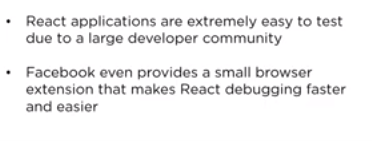 • React applications are extremely easy to test
due to a large developer community
• Facebook even provides a small browser
extension that makes React debugging faster
and easier